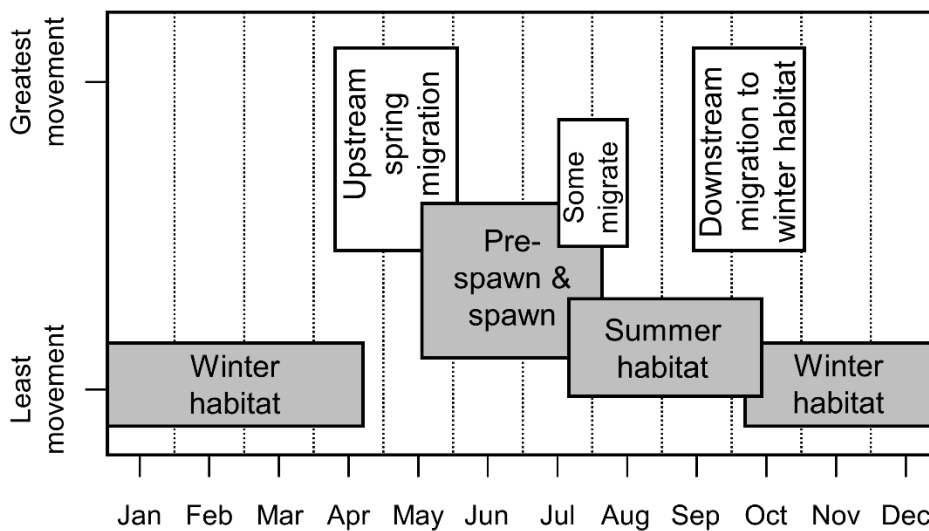 Greatest
movement
Least
movement
Upstream
spring
migration
Some
migrate
Downstream
migration to
winter habitat
Pre-
spawn &
spawn
Summer
habitat
Winter
habitat
Winter
habitat
Jan Feb Mar Apr May Jun Jul Aug Sep Oct Nov Dec